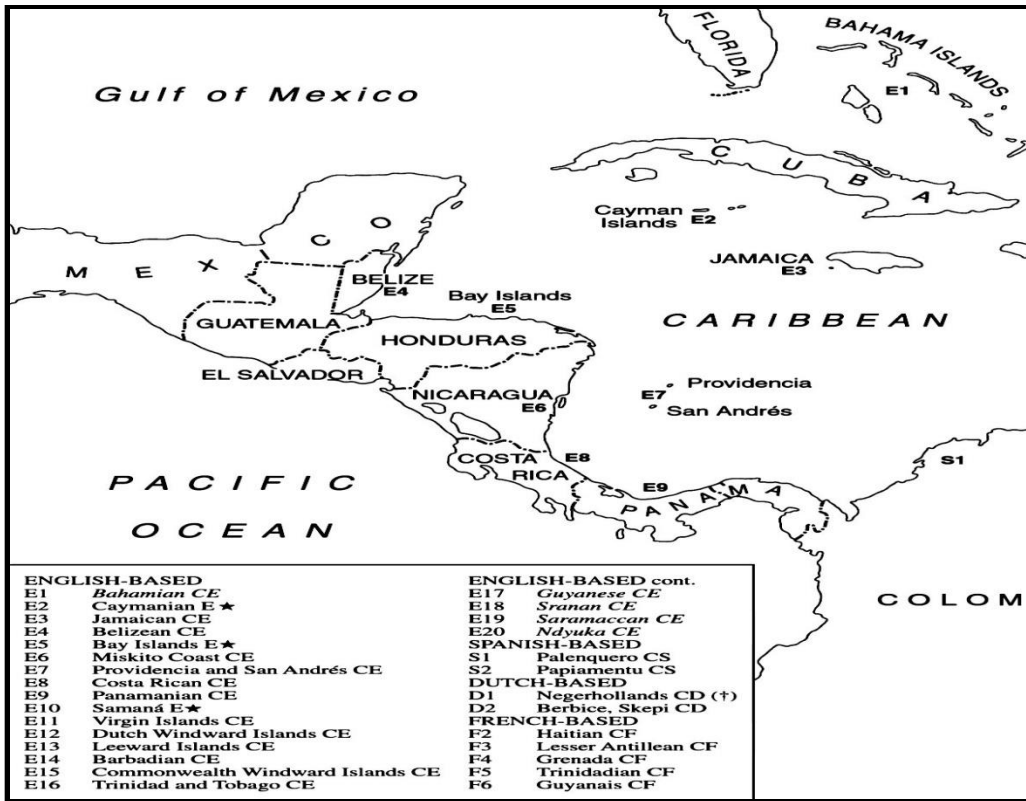 FLORIDA
BAHAMA ISLANDS
E1
Gulf of Mexico
CUBA
Cayman
Islands
E2
JAMAICA
E3
MEXICO
BELIZE
E4
Bay Islands
E5
CARIBBEAN
GUATEMALA
HONDURAS
EL SALVADOR
NICARAGUA
E6
Providencia
E7
San Andrés
COSTA
RICA
E8
E9
PANAMA
S1
PACIFIC
OCEAN
COLOM
ENGLISH-BASED
E1 Bahamian CE
E2 Caymanian E★
E3 Jamaican CE
E4 Belizean CE
E5 Bay Islands E★
E6 Miskito Coast CE
E7 Providencia and San Andrés CE
E8 Costa Rican CE
E9 Panamanian CE
E10 Samaná E★
E11 Virgin Islands CE
E12 Dutch Windward Islands CE
E13 Leeward Islands CE
E14 Barbadian CE
E15 Commonwealth Windward Islands CE
E16 Trinidad and Tobago CE
ENGLISH-BASED cont.
E17 Guyanese CE
E18 Sranan CE
E19 Saramaccan CE
E20 Ndyuka CE
SPANISH-BASED
S1 Palenquero CS
S2 Papiamentu CS
DUTCH-BASED
D1 Negerhollands CD (†)
D2 Berbice, Skepi CD
FRENCH-BASED
F2 Haitian CF
F3 Lesser Antillean CF
F4 Grenada CF
F5 Trinidadian CF
F6 Guyanais CF